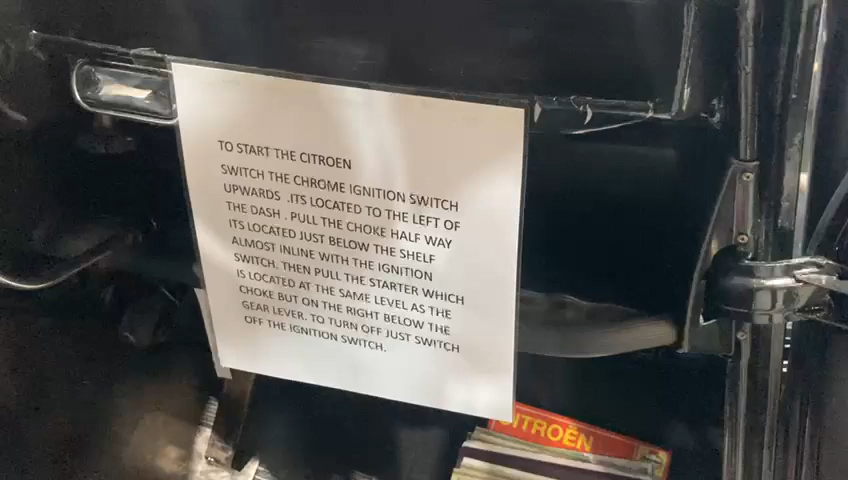 TO START THE CITROEN
SWITCH THE CHROME IGNITION SWITCH
UPWARDS .ITS LOCATED TO THE LEFT OF
THE DASH . PULL THE CHOKE HALF WAY
ITS LOCATED JUST BELOW THE SHELF
ALMOST INLINE WITH THE IGNITION
SWITCH. THEN PULL THE STARTER WHICH
IS LOCATED AT THE SAME LEVEL AS THE
CHOKE BUT ON THE RIGHT BELOW THE
GEAR LEVER. TO TURN OFF JUST SWITCH
OFF THE IGNITION SWITCH.
CITROËN